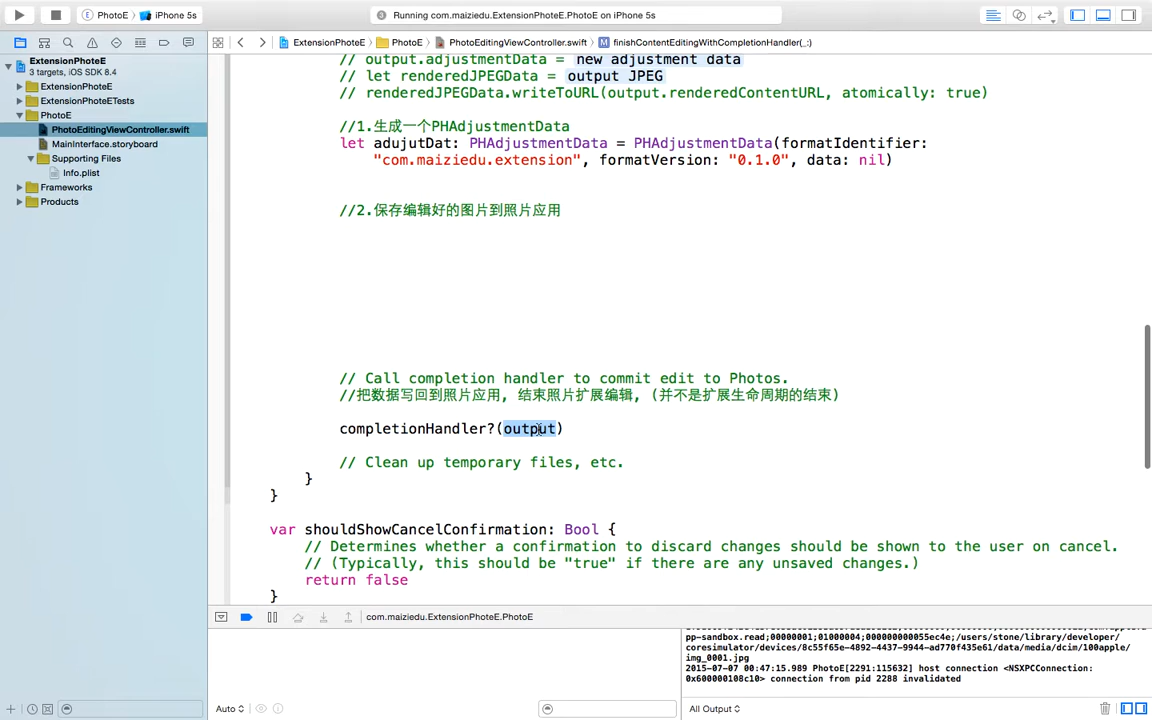 PhotoE
iPhone 5s
Running com.maiziedu.ExtensionPhoteE.PhotoE on iPhone 5s
ExtensionPhoteE
PhotoE
PhotoEditingViewController.swift
finishContentEditingWithCompletionHandler(_:)
ExtensionPhoteE
3 targets, iOS SDK 8.4
ExtensionPhoteE
ExtensionPhoteETests
PhotoE
PhotoEditingViewController.swift
MainInterface.storyboard
Supporting Files
Info.plist
Frameworks
Products
// output.adjustmentData = new adjustment data
// let renderedJPEGData = output JPEG
// renderedJPEGData.writeToURL(output.renderedContentURL, atomically: true)
//1.生成一个PHAdjustmentData
let adujutDat: PHAdjustmentData = PHAdjustmentData(formatIdentifier:
"com.maiziedu.extension", formatVersion: "0.1.0", data: nil)
//2.保存编辑好的图片到照片应用
// Call completion handler to commit edit to Photos.
//把数据写回到照片应用, 结束照片扩展编辑, (并不是扩展生命周期的结束)
completionHandler?(output)
// Clean up temporary files, etc.
}
}
var shouldShowCancelConfirmation: Bool {
// Determines whether a confirmation to discard changes should be shown to the user on cancel.
// (Typically, this should be "true" if there are any unsaved changes.)
return false
}
com.maiziedu.ExtensionPhoteE.PhotoE
pp-sandbox.read;00000001;01000004;000000000055ec4e;/users/stone/library/developer/
coresimulator/devices/8c55f65e-4892-4437-9944-ad770f435e61/data/media/dcim/100apple/
img_0001.jpg
2015-07-07 00:47:15.989 PhotoE[2291:115632] host connection <NSXPCConnection:
0x600000108c10> connection from pid 2288 invalidated
Auto
All Output